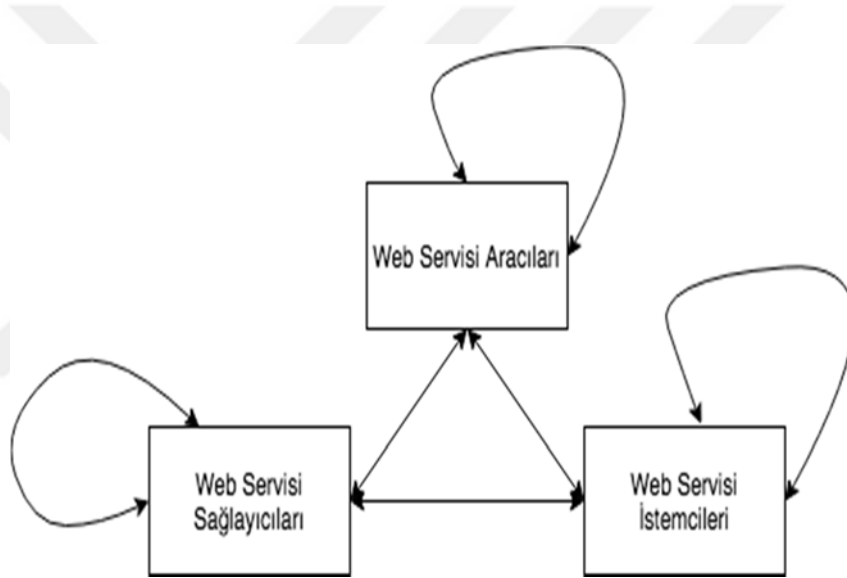 Web Servisi Aracıları
Web Servisi
Sağlayıcıları
Web Servisi
İstemcileri